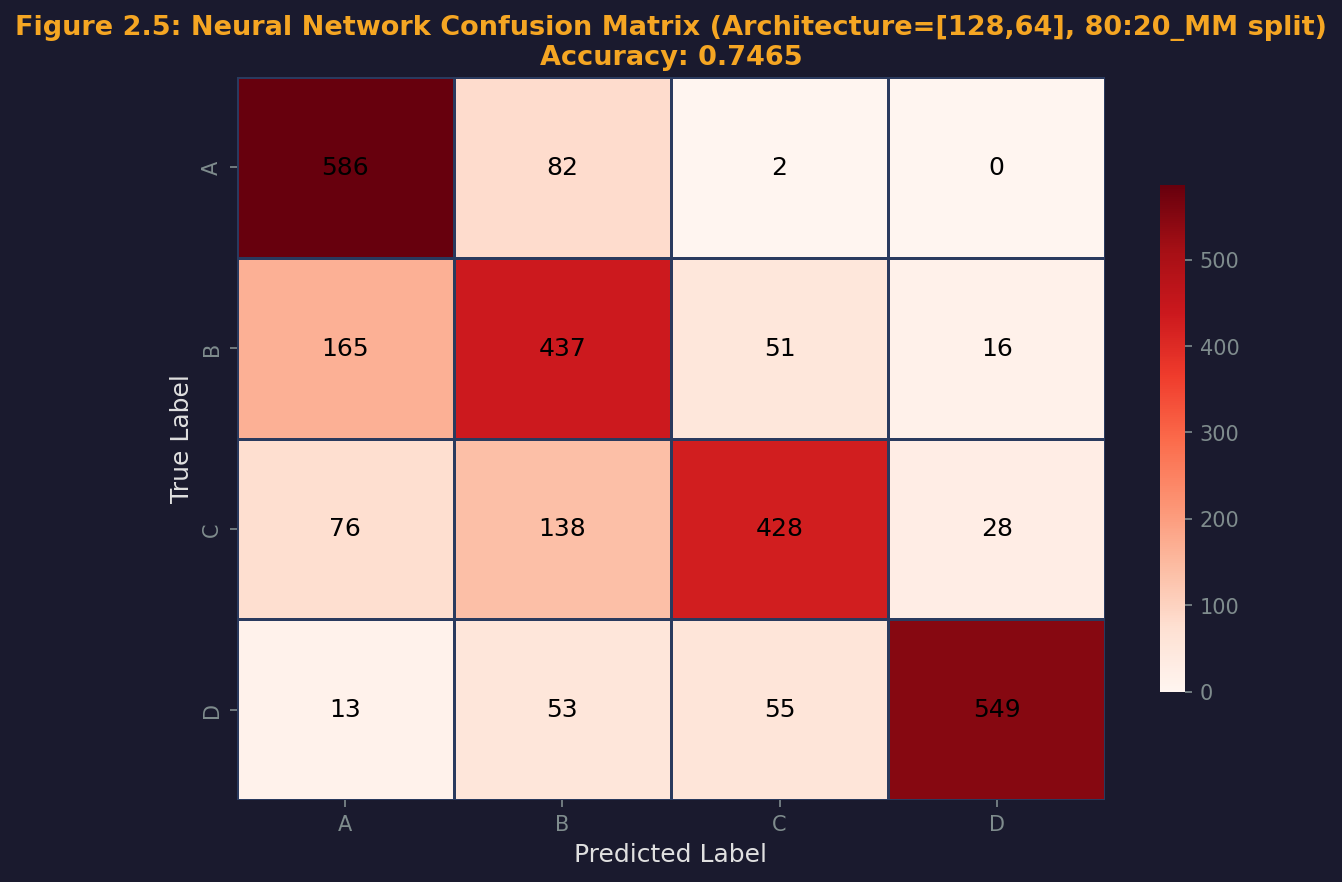 Figure 2.5: Neural Network Confusion Matrix (Architecture=[128,64], 80:20_MM split)
Accuracy: 0.7465
True Label
A
586 82 2 0
B
165 437 51 16
C
76 138 428 28
D
13 53 55 549
A B C D
Predicted Label
500
400
300
200
100
0